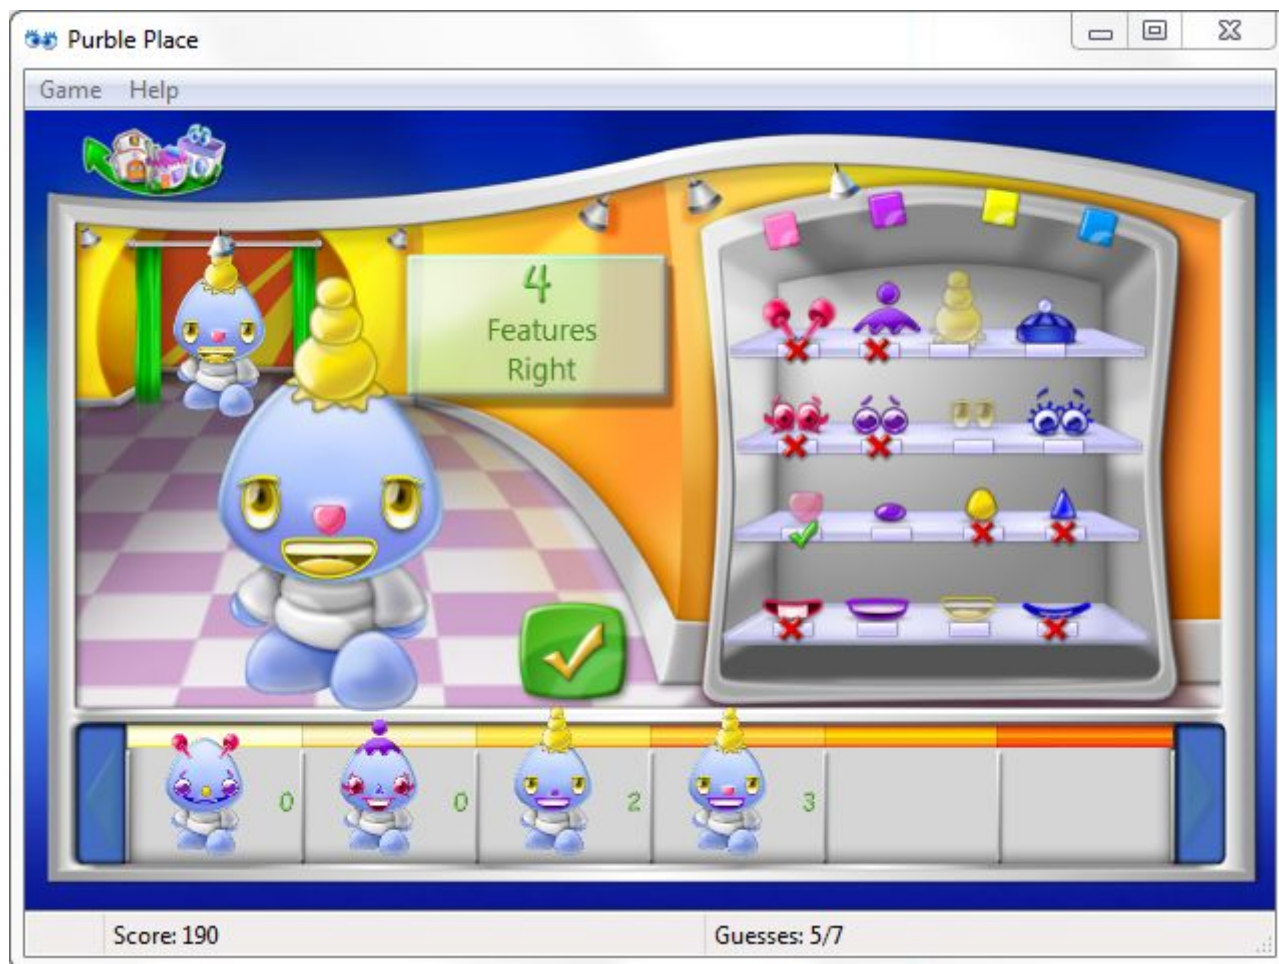 Purble Place
Game Help
4
Features
Right
0
0
2
3
Score: 190
Guesses: 5/7